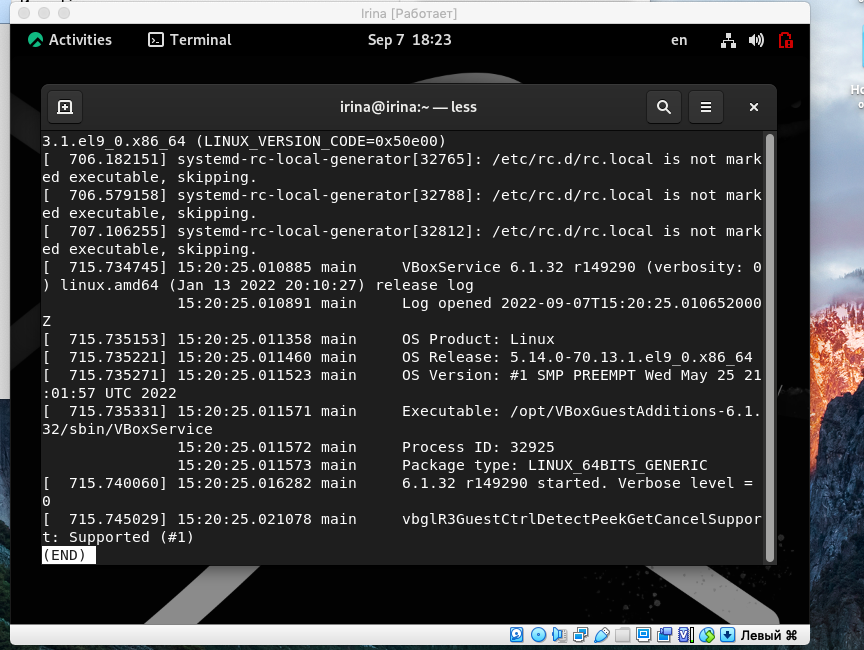 Irina [Работает]
Activities Terminal Sep 7 18:23 en
irina@irina:~ — less
3.1.el9_0.x86_64 (LINUX_VERSION_CODE=0x50e00)
[  706.182151] systemd-rc-local-generator[32765]: /etc/rc.d/rc.local is not mark
ed executable, skipping.
[  706.579158] systemd-rc-local-generator[32788]: /etc/rc.d/rc.local is not mark
ed executable, skipping.
[  707.106255] systemd-rc-local-generator[32812]: /etc/rc.d/rc.local is not mark
ed executable, skipping.
[  715.734745] 15:20:25.010885 main     VBoxService 6.1.32 r149290 (verbosity: 0
) linux.amd64 (Jan 13 2022 20:10:27) release log
15:20:25.010891 main     Log opened 2022-09-07T15:20:25.010652000
Z
[  715.735153] 15:20:25.011358 main     OS Product: Linux
[  715.735221] 15:20:25.011460 main     OS Release: 5.14.0-70.13.1.el9_0.x86_64
[  715.735271] 15:20:25.011523 main     OS Version: #1 SMP PREEMPT Wed May 25 21
:01:57 UTC 2022
[  715.735331] 15:20:25.011571 main     Executable: /opt/VBoxGuestAdditions-6.1.
32/sbin/VBoxService
15:20:25.011572 main     Process ID: 32925
15:20:25.011573 main     Package type: LINUX_64BITS_GENERIC
[  715.740060] 15:20:25.016282 main     6.1.32 r149290 started. Verbose level =
0
[  715.745029] 15:20:25.021078 main     vbglR3GuestCtrlDetectPeekGetCancelSuppor
t: Supported (#1)
(END)
Левый ⌘